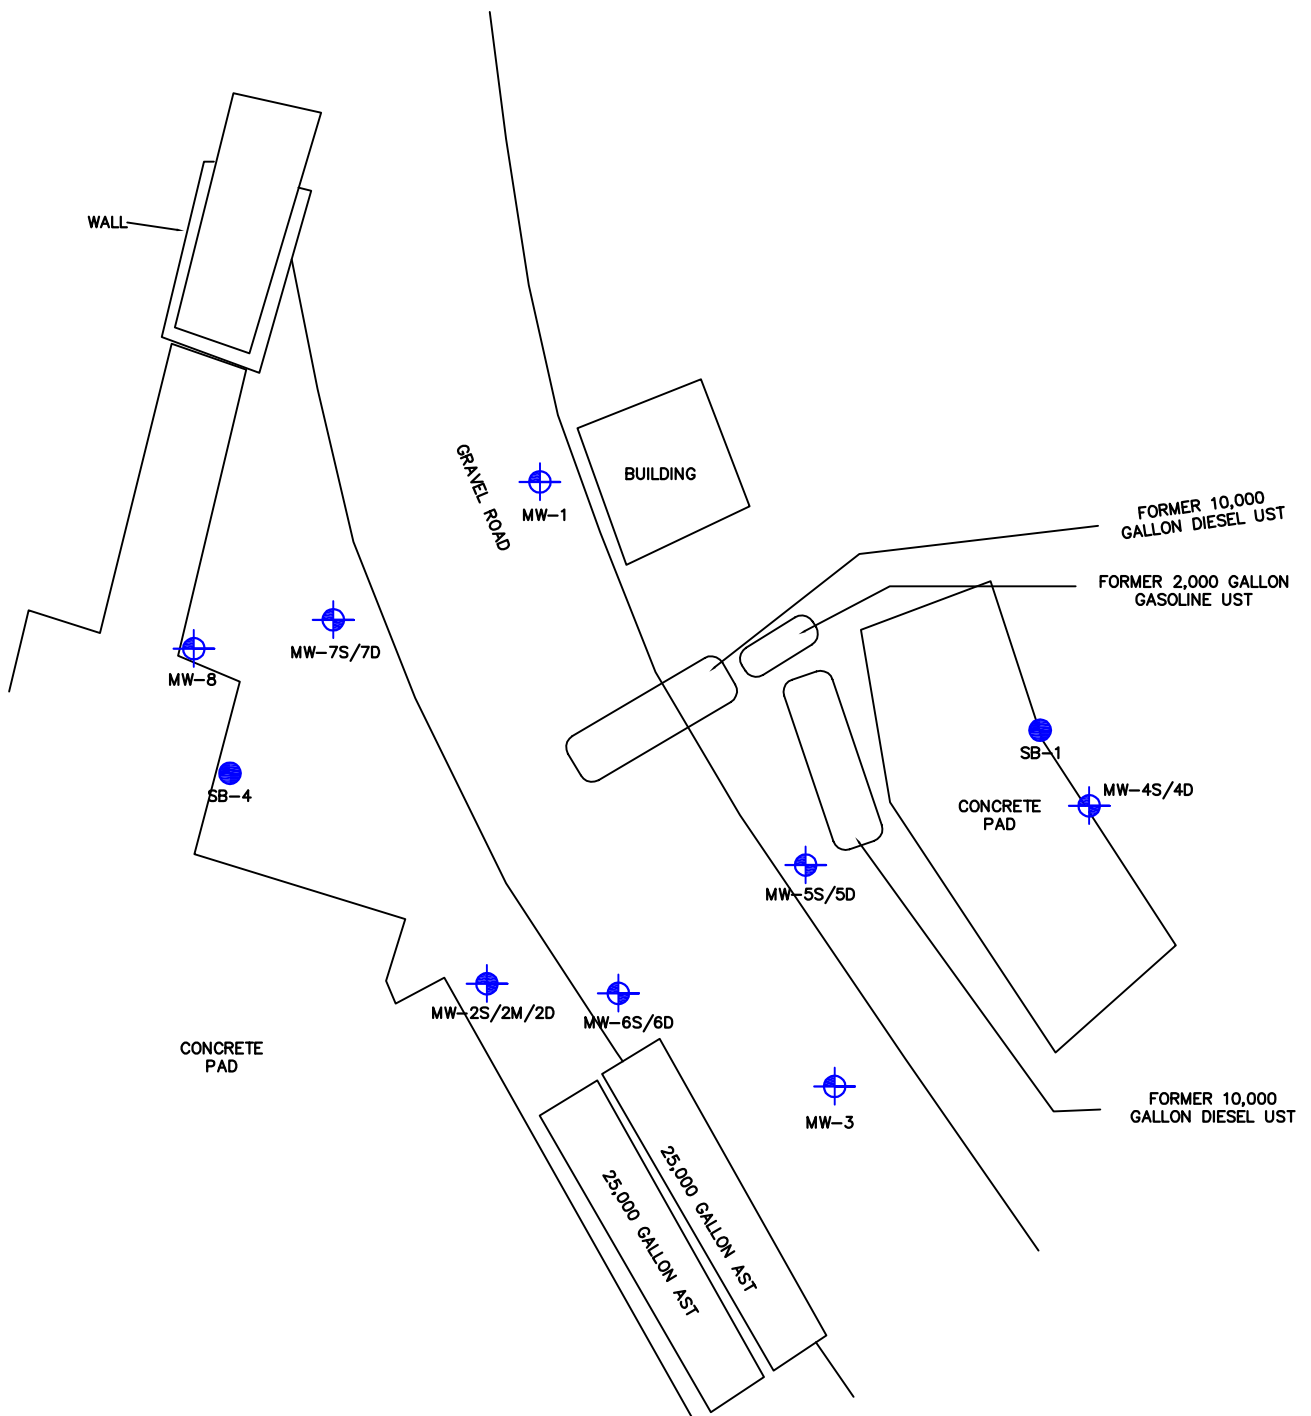 WALL
GRAVEL ROAD
BUILDING
MW-1
FORMER 10,000
GALLON DIESEL UST
FORMER 2,000 GALLON
GASOLINE UST
MW-7S/7D
MW-8
SB-1
SB-4
MW-4S/4D
CONCRETE
PAD
MW-5S/5D
MW-2S/2M/2D
MW-6S/6D
CONCRETE
PAD
MW-3
FORMER 10,000
GALLON DIESEL UST
25,000 GALLON AST
25,000 GALLON AST